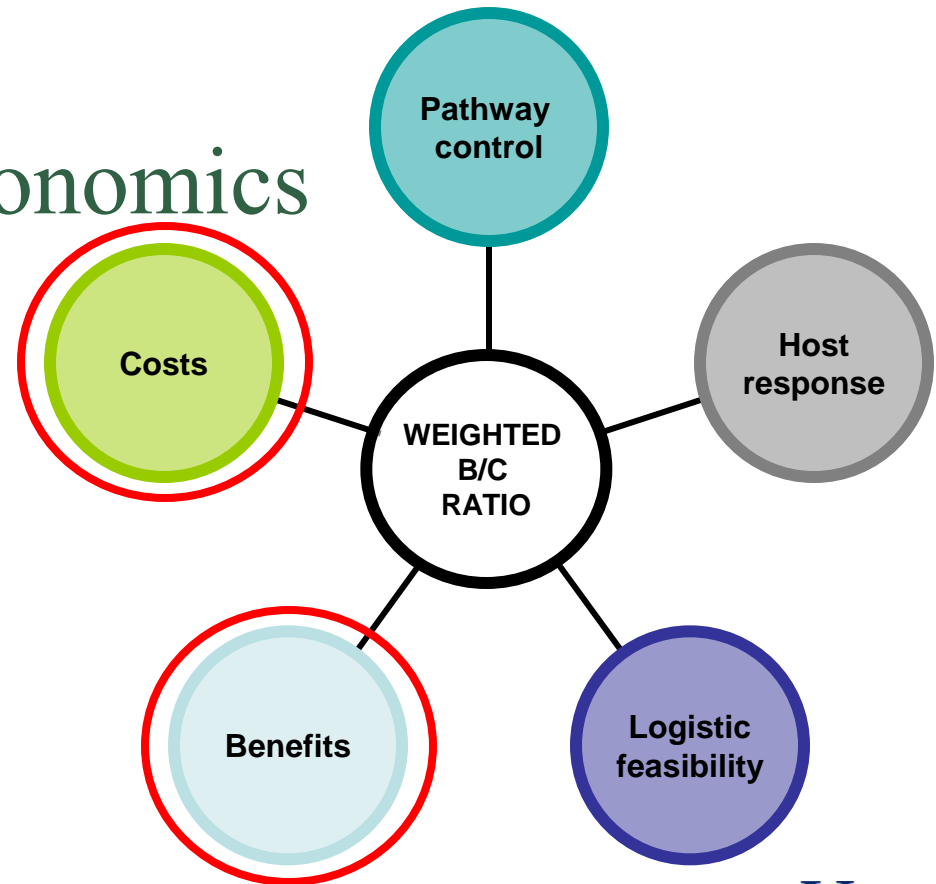 Pathway
control
onomics
Costs
Host
response
WEIGHTED
B/C
RATIO
Benefits
Logistic
feasibility